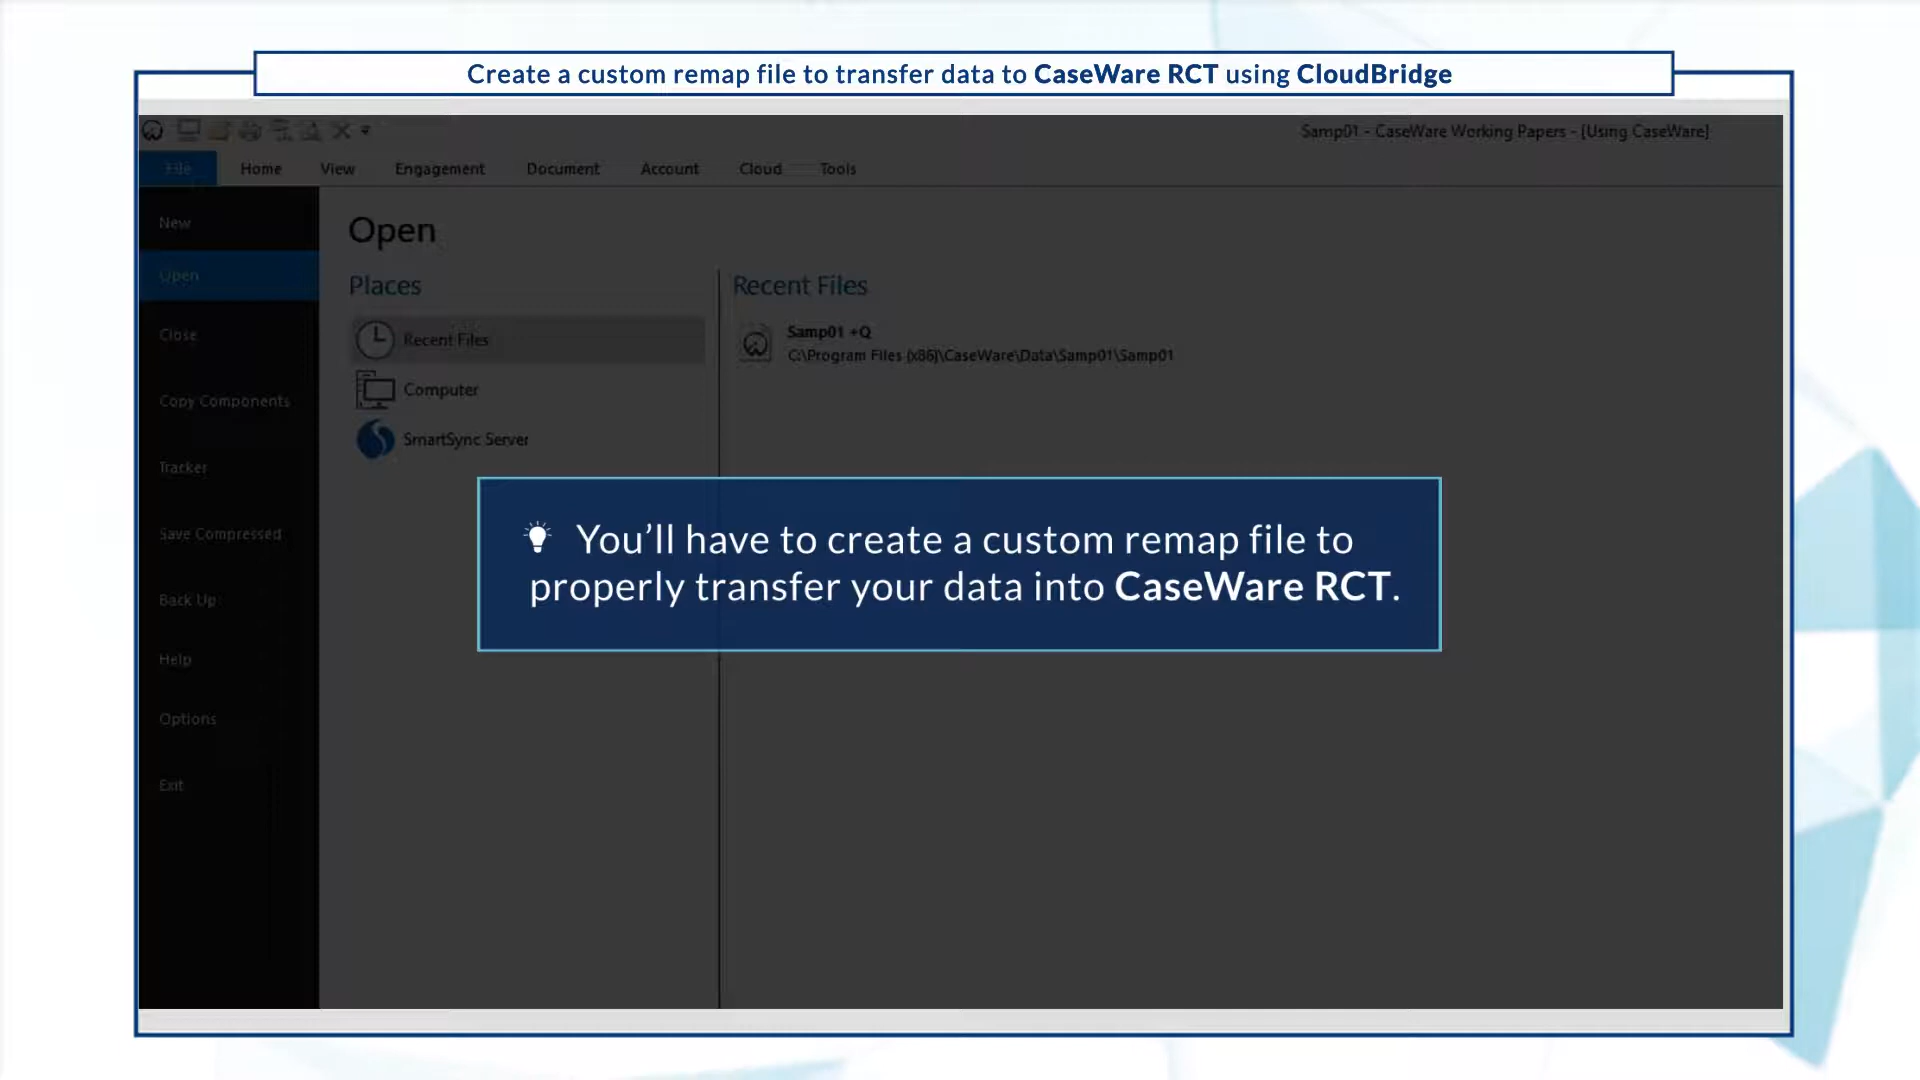 Create a custom remap file to transfer data to CaseWare RCT using CloudBridge
Samp01 - CaseWare Working Papers - [Using CaseWare]
File Home View Engagement Document Account Cloud Tools
New
Open
Close
Copy Components
Tracker
Save Compressed
Back Up
Help
Options
Exit
Open
Places
Recent Files
Computer
SmartSync Server
Recent Files
Samp01 +Q
C:\Program Files (x86)\CaseWare\Data\Samp01\Samp01
You’ll have to create a custom remap file to
properly transfer your data into CaseWare RCT.